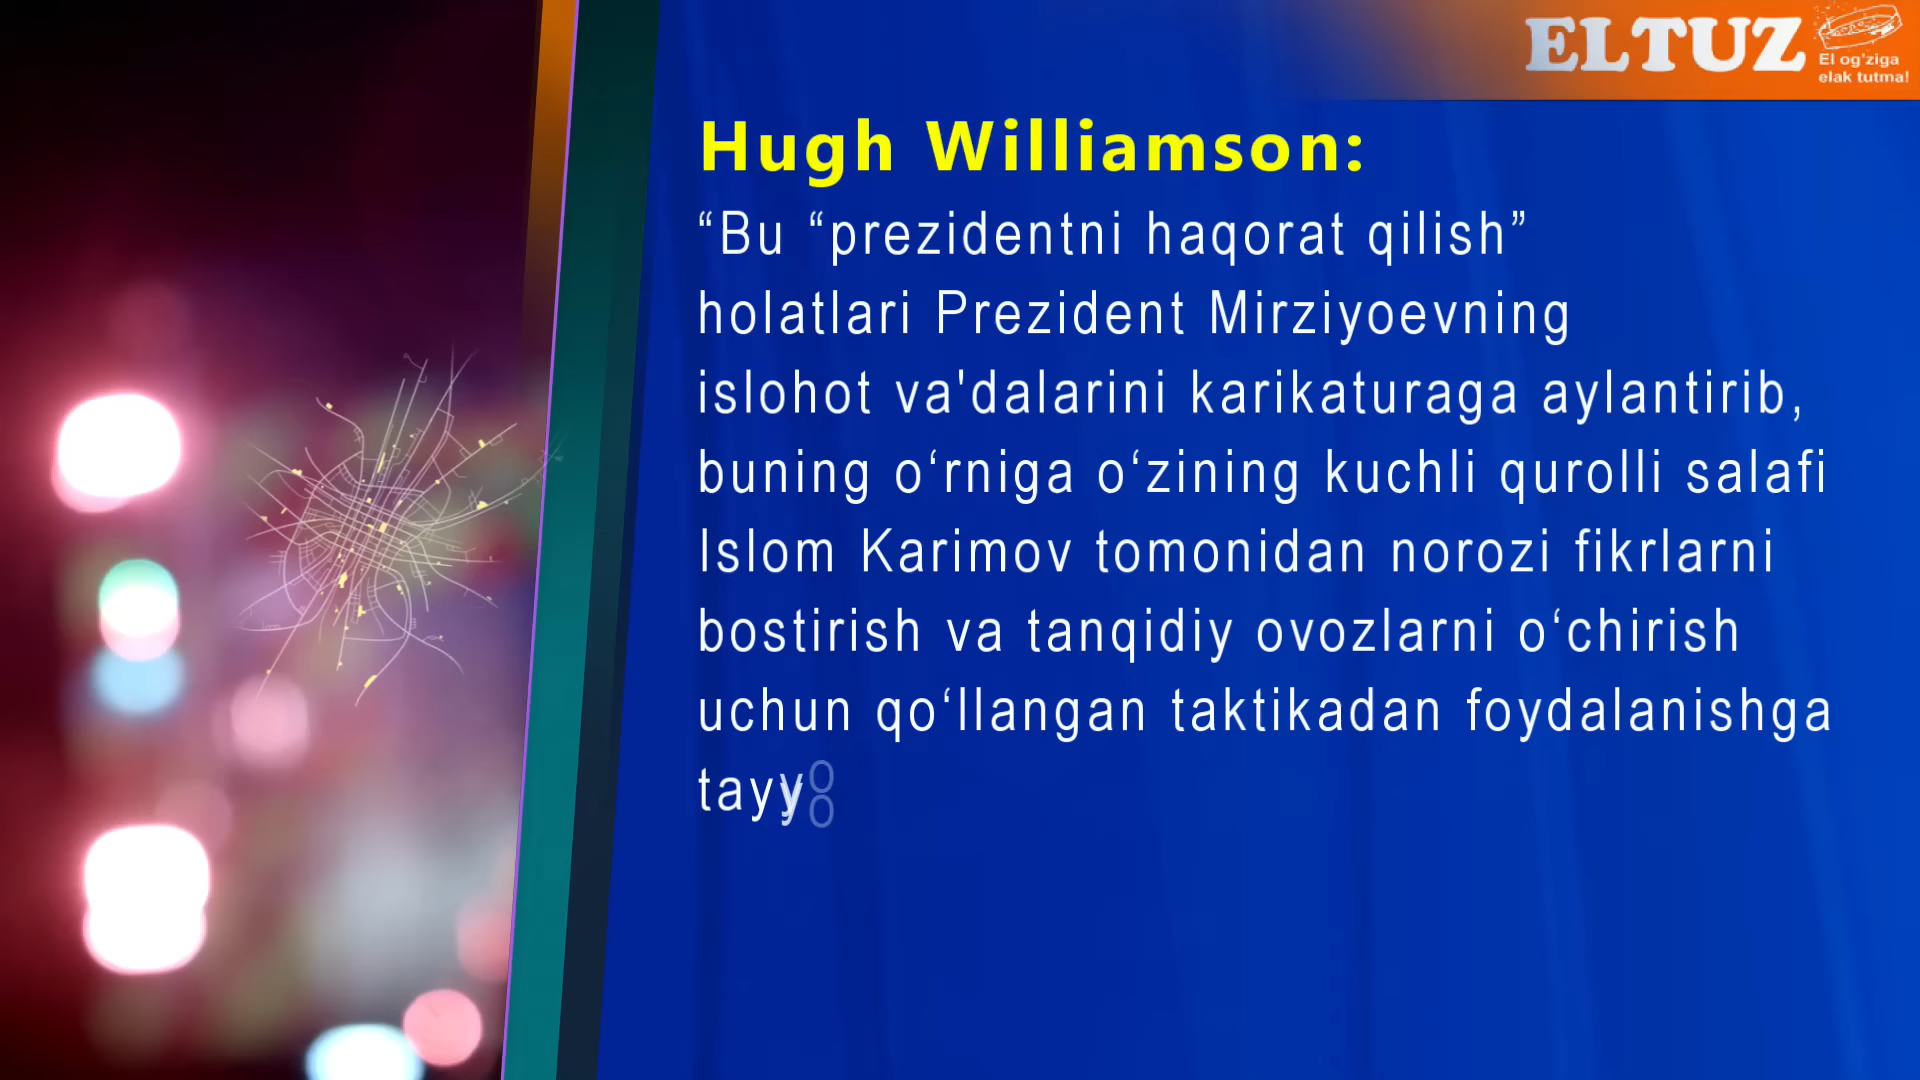 ELTUZ
El og'ziga
elak tutma!
Hugh Williamson:
“Bu “prezidentni haqorat qilish”
holatlari Prezident Mirziyoevning
islohot va'dalarini karikaturaga aylantirib,
buning o‘rniga o‘zining kuchli qurolli salafi
Islom Karimov tomonidan norozi fikrlarni
bostirish va tanqidiy ovozlarni o‘chirish
uchun qo‘llangan taktikadan foydalanishga
tayyo